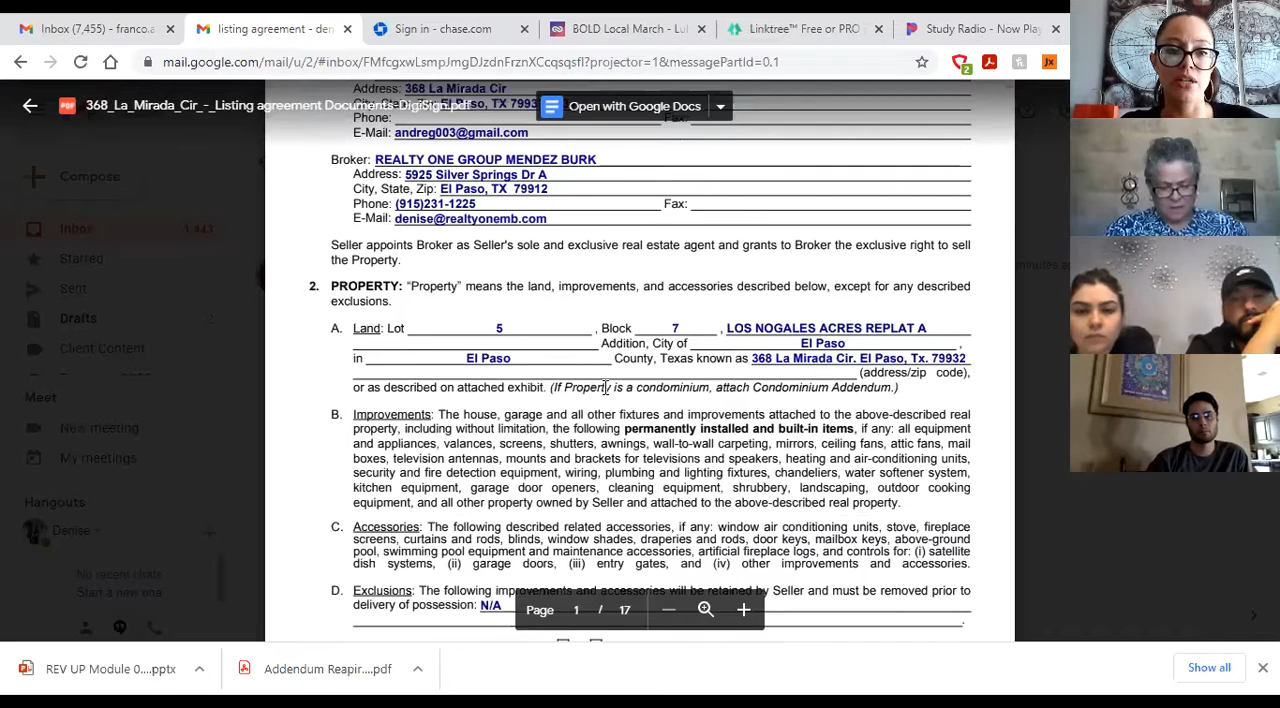 Inbox (7,455) - franco.a
listing agreement - den
Sign in - chase.com
BOLD Local March - Lu
Linktree™ Free or PRO
Study Radio - Now Play
mail.google.com/mail/u/2/#inbox/FMfcgxwLsmpJmgDJzdnFrznXCcqsqsfl?projector=1&messagePartId=0.1
368_La_Mirada_Cir_-_Listing agreement Documents-DigiSign.pdf
Open with Google Docs
Compose
Inbox 1,943
Starred
Sent
Drafts 2
Client Content
More
Meet
New meeting
My meetings
Hangouts
Denise
No recent chats
Start a new one
Address: 368 La Mirada Cir
El Paso, TX 7993
Phone: Fax:
E-Mail: andreg003@gmail.com
Broker: REALTY ONE GROUP MENDEZ BURK
Address: 5925 Silver Springs Dr A
City, State, Zip: El Paso, TX 79912
Phone: (915)231-1225 Fax:
E-Mail: denise@realtyonemb.com
Seller appoints Broker as Seller's sole and exclusive real estate agent and grants to Broker the exclusive right to sell
the Property.
2. PROPERTY: “Property” means the land, improvements, and accessories described below, except for any described
exclusions.
A. Land: Lot 5 , Block 7 , LOS NOGALES ACRES REPLAT A
Addition, City of El Paso ,
in El Paso County, Texas known as 368 La Mirada Cir. El Paso, Tx. 79932
(address/zip code),
or as described on attached exhibit. (If Property is a condominium, attach Condominium Addendum.)
B. Improvements: The house, garage and all other fixtures and improvements attached to the above-described real
property, including without limitation, the following permanently installed and built-in items, if any: all equipment
and appliances, valances, screens, shutters, awnings, wall-to-wall carpeting, mirrors, ceiling fans, attic fans, mail
boxes, television antennas, mounts and brackets for televisions and speakers, heating and air-conditioning units,
security and fire detection equipment, wiring, plumbing and lighting fixtures, chandeliers, water softener system,
kitchen equipment, garage door openers, cleaning equipment, shrubbery, landscaping, outdoor cooking
equipment, and all other property owned by Seller and attached to the above-described real property.
C. Accessories: The following described related accessories, if any: window air conditioning units, stove, fireplace
screens, curtains and rods, blinds, window shades, draperies and rods, door keys, mailbox keys, above-ground
pool, swimming pool equipment and maintenance accessories, artificial fireplace logs, and controls for: (i) satellite
dish systems, (ii) garage doors, (iii) entry gates, and (iv) other improvements and accessories.
D. Exclusions: The following improvements and accessories will be retained by Seller and must be removed prior to
delivery of possession: N/A
Page 1 / 17
REV UP Module 0....pptx
Addendum Reapir....pdf
Show all